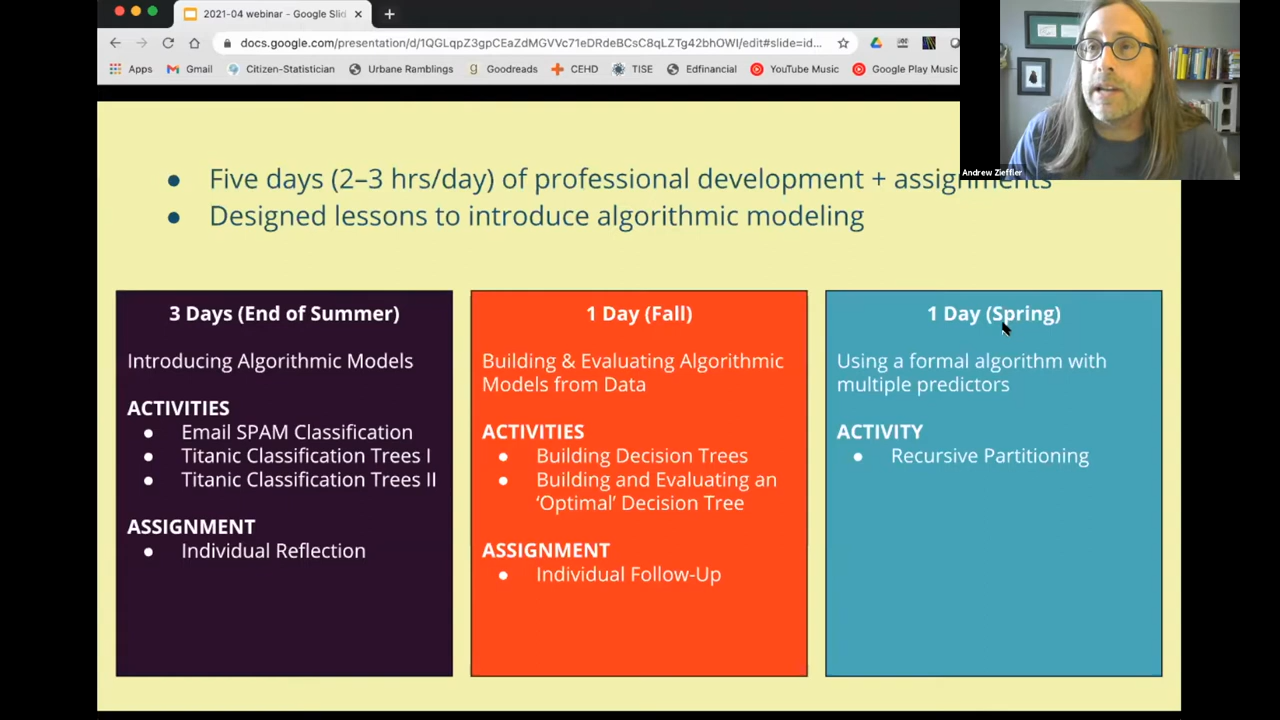 2021-04 webinar - Google Slid
docs.google.com/presentation/d/1QGLqpZ3gpCEaZdMGVVc71eDRdeBCsC8qLZTg42bhOWI/edit#slide=id...
Apps Gmail Citizen-Statistician Urbane Ramblings Goodreads CEHD TISE Edfinancial YouTube Music Google Play Music
Andrew Zieffler
● Five days (2–3 hrs/day) of professional development + assignments
● Designed lessons to introduce algorithmic modeling
3 Days (End of Summer)
Introducing Algorithmic Models
ACTIVITIES
● Email SPAM Classification
● Titanic Classification Trees I
● Titanic Classification Trees II
ASSIGNMENT
● Individual Reflection
1 Day (Fall)
Building & Evaluating Algorithmic
Models from Data
ACTIVITIES
● Building Decision Trees
● Building and Evaluating an
‘Optimal’ Decision Tree
ASSIGNMENT
● Individual Follow-Up
1 Day (Spring)
Using a formal algorithm with
multiple predictors
ACTIVITY
● Recursive Partitioning